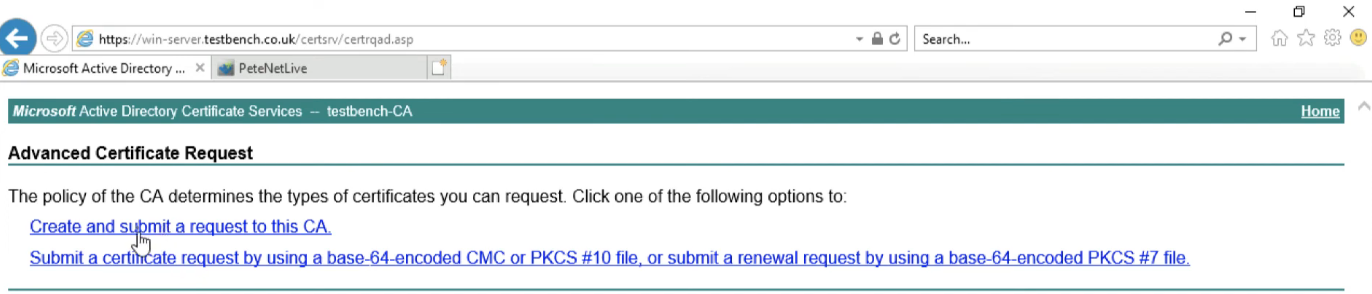 https://win-server.testbench.co.uk/certsrv/certrqad.asp
Search...
Microsoft Active Directory ...
PeteNetLive
Microsoft Active Directory Certificate Services -- testbench-CA
Home
Advanced Certificate Request
The policy of the CA determines the types of certificates you can request. Click one of the following options to:
Create and submit a request to this CA.
Submit a certificate request by using a base-64-encoded CMC or PKCS #10 file, or submit a renewal request by using a base-64-encoded PKCS #7 file.